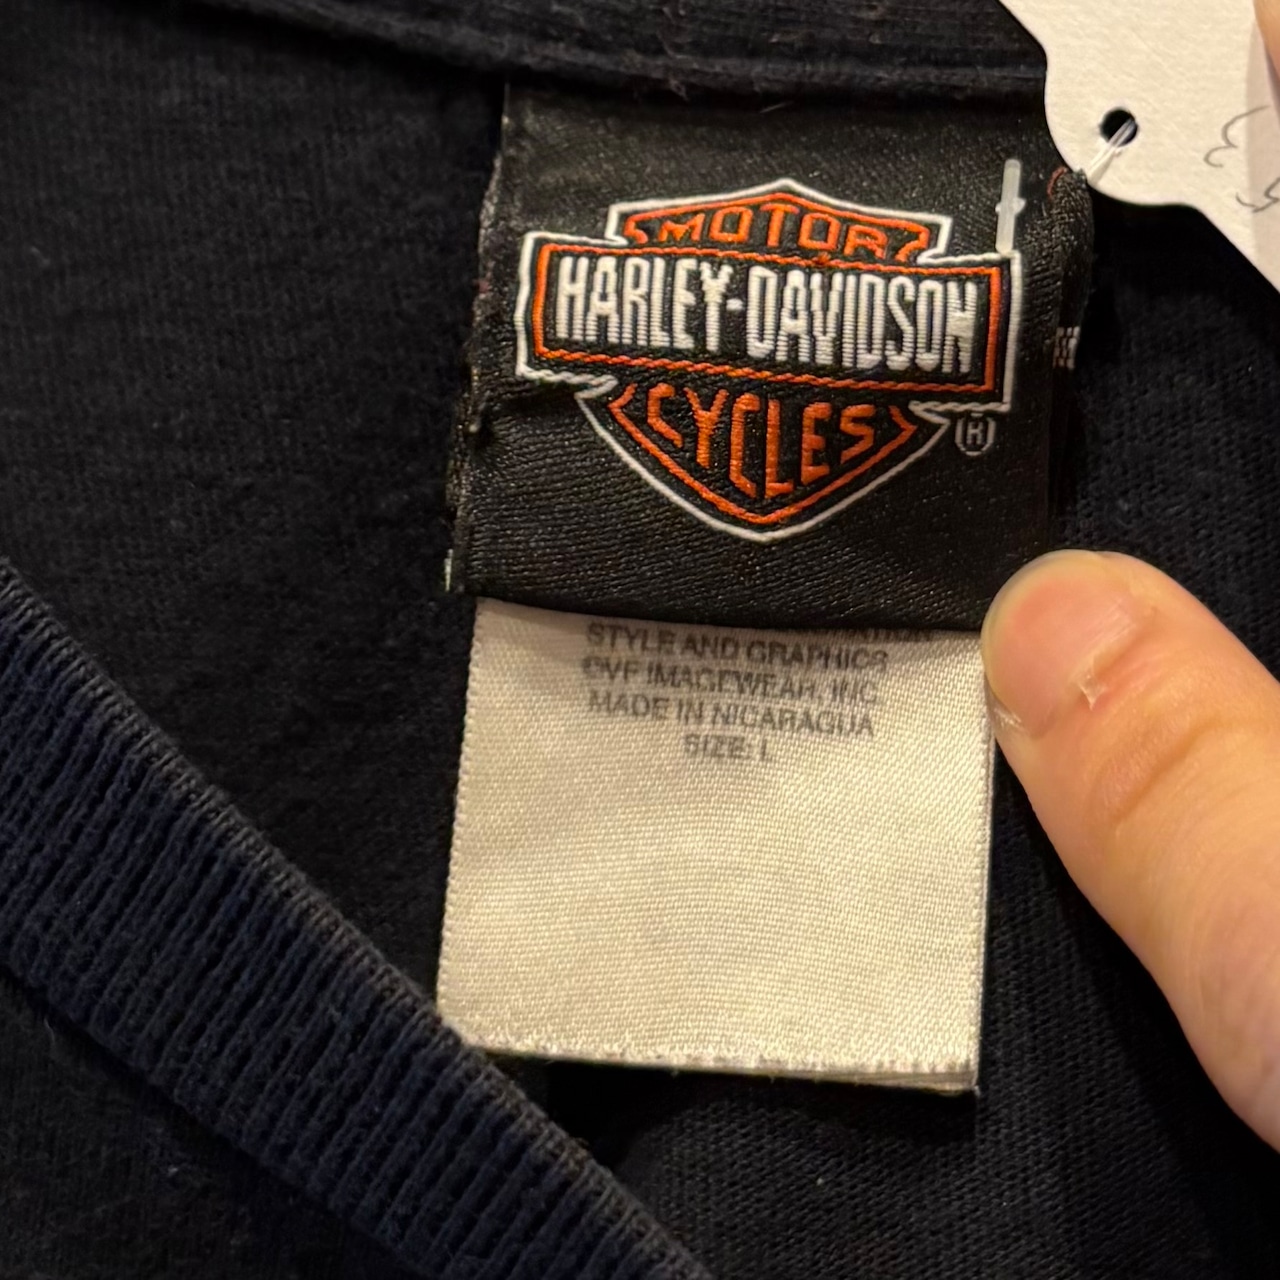 MOTOR
HARLEY-DAVIDSON
CYCLES
®
STYLE AND GRAPHICS
©VF IMAGEWEAR, INC.
MADE IN NICARAGUA
SIZE: L